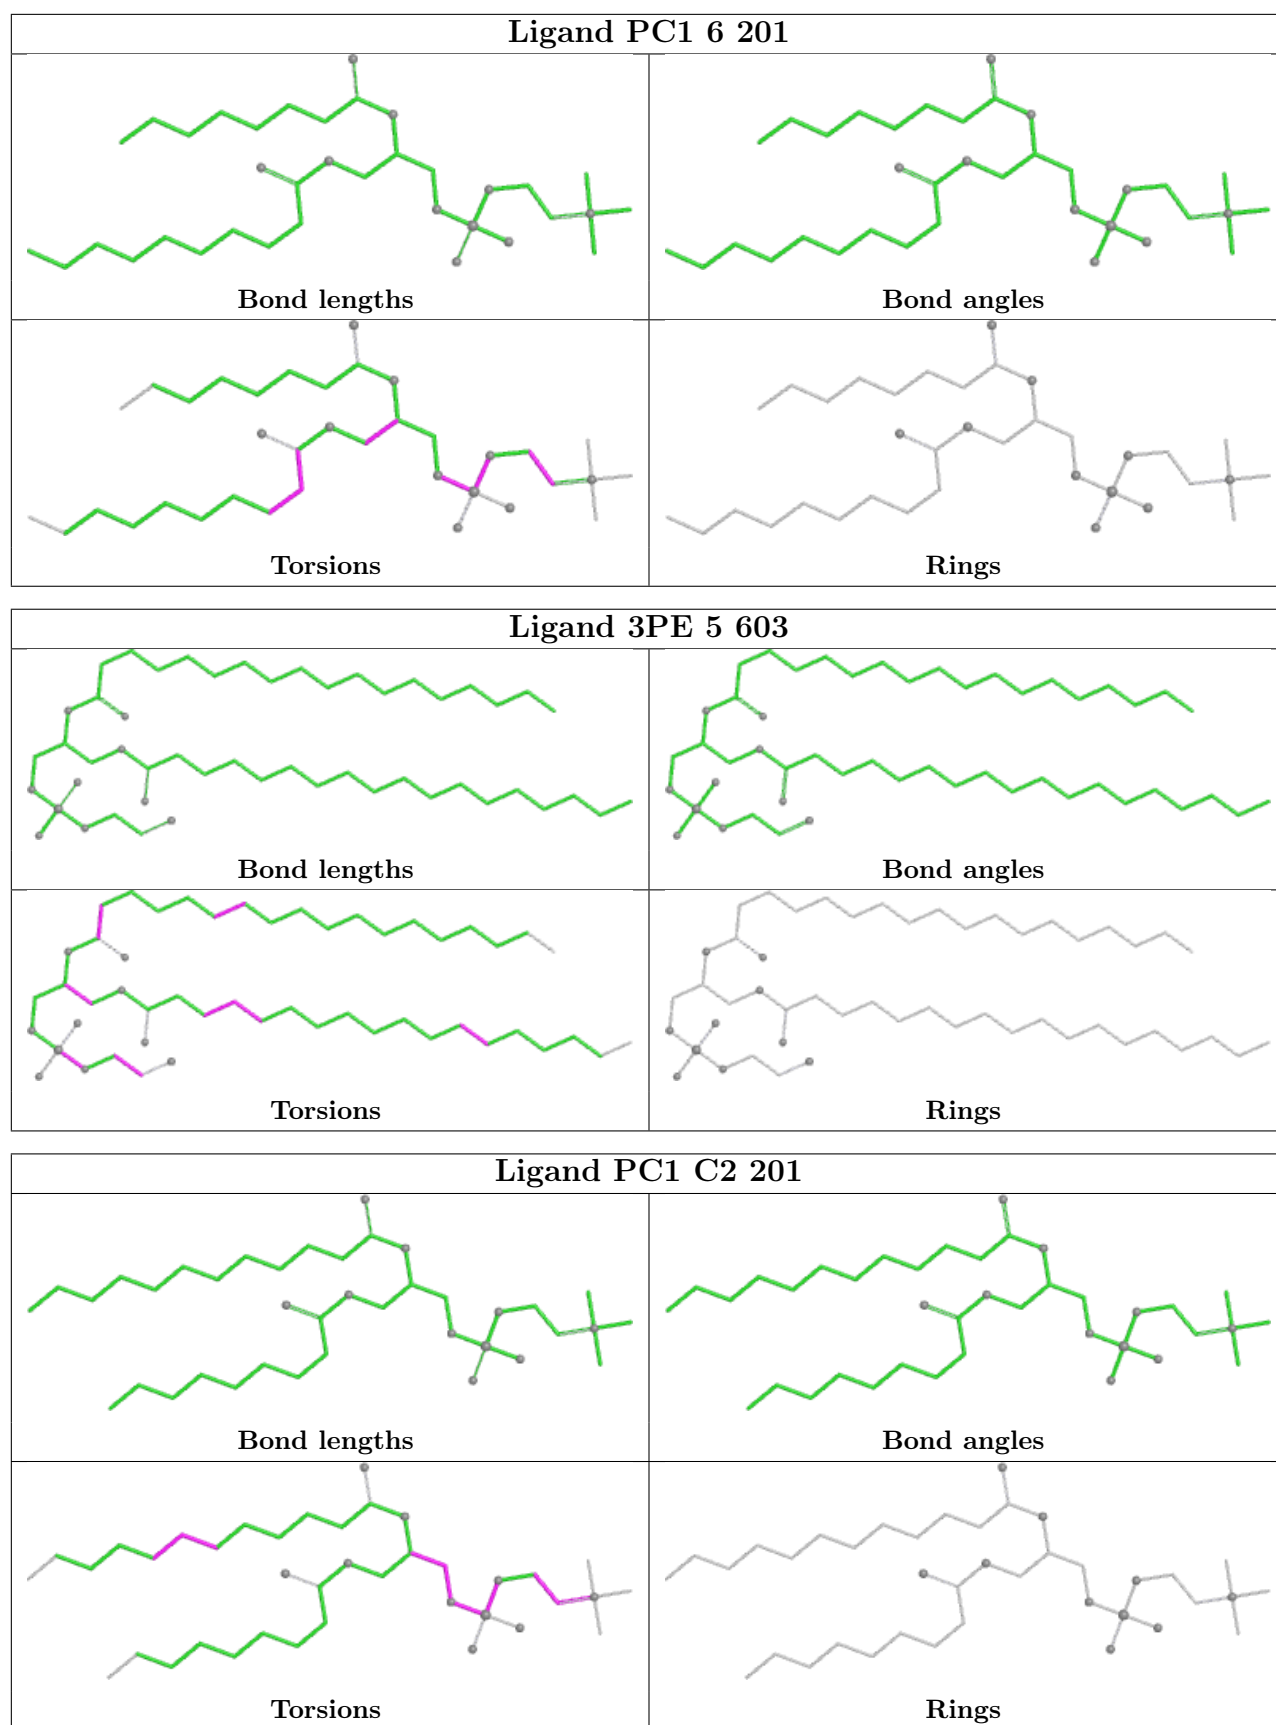 Ligand PC1 6 201
Bond lengths
Bond angles
Torsions
Rings
Ligand 3PE 5 603
Bond lengths
Bond angles
Torsions
Rings
Ligand PC1 C2 201
Bond lengths
Bond angles
Torsions
Rings